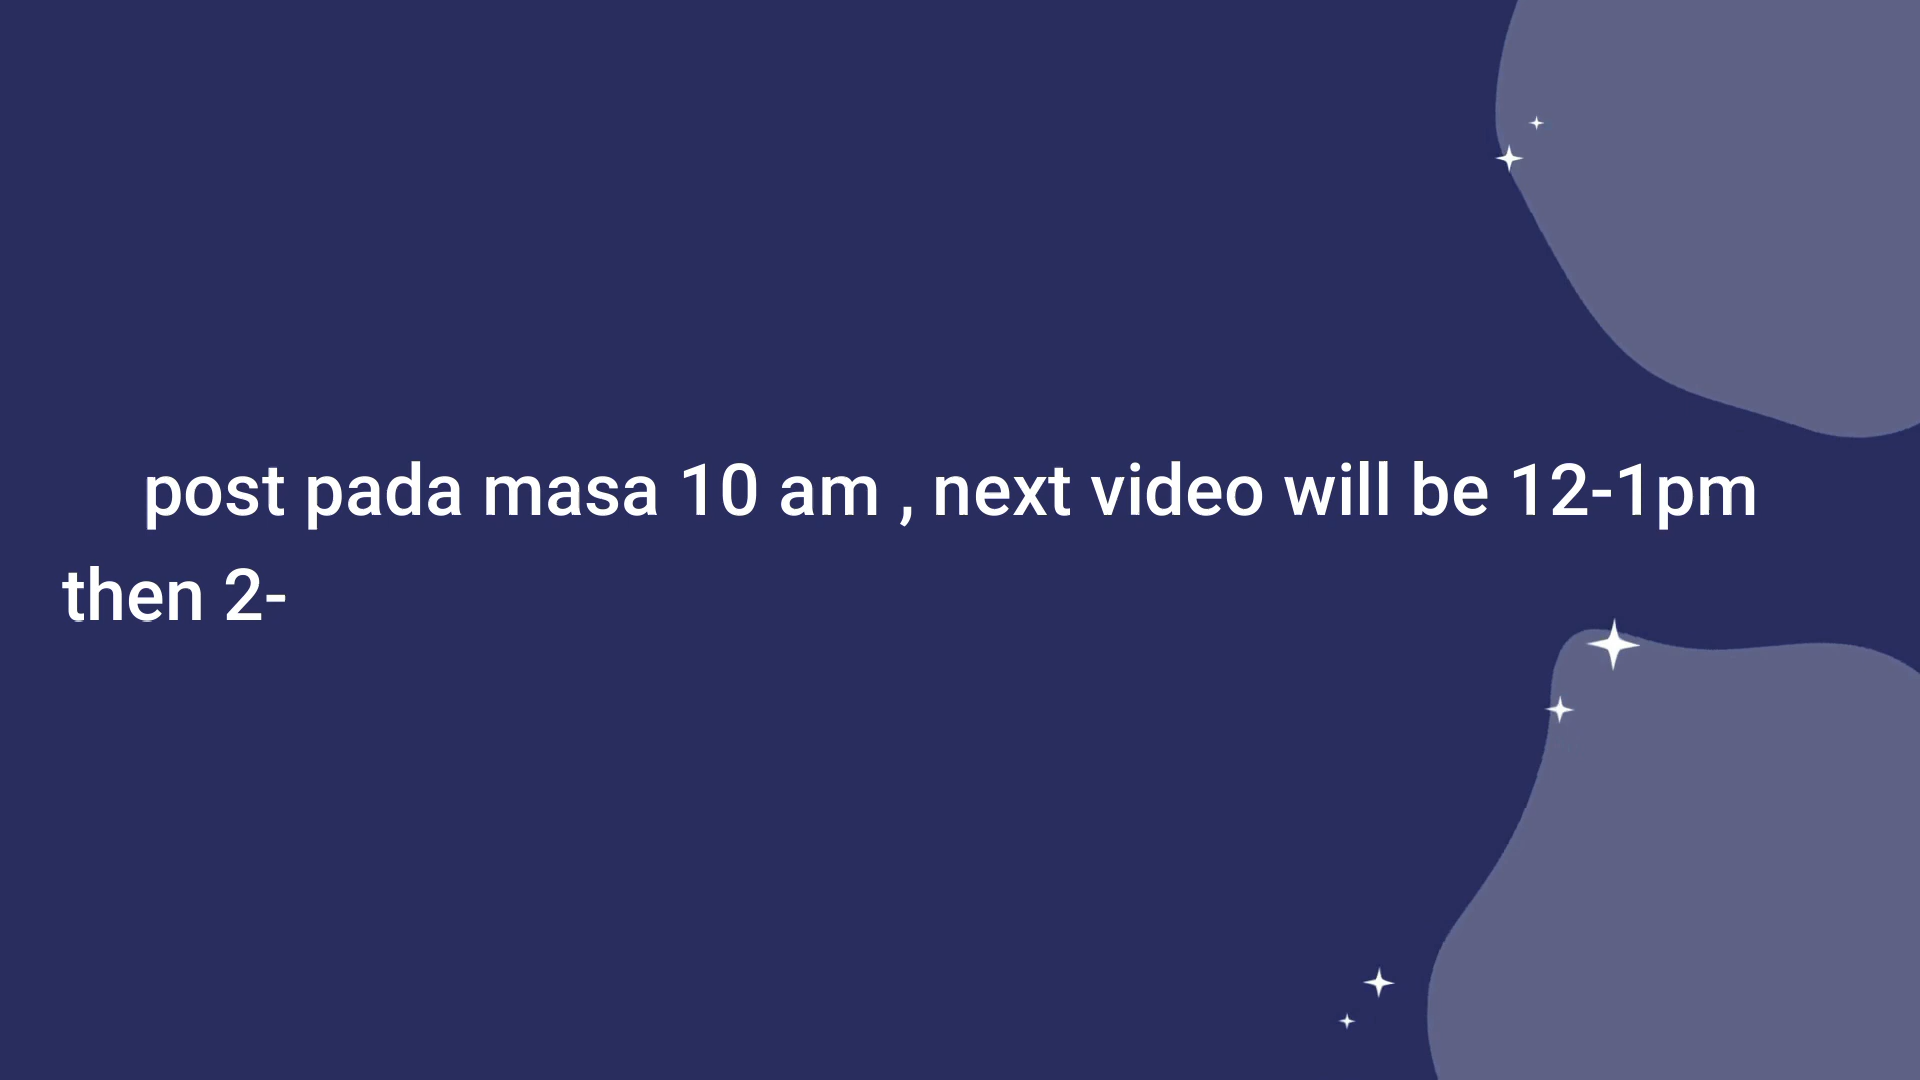 post pada masa 10 am , next video will be 12-1pm
then 2-